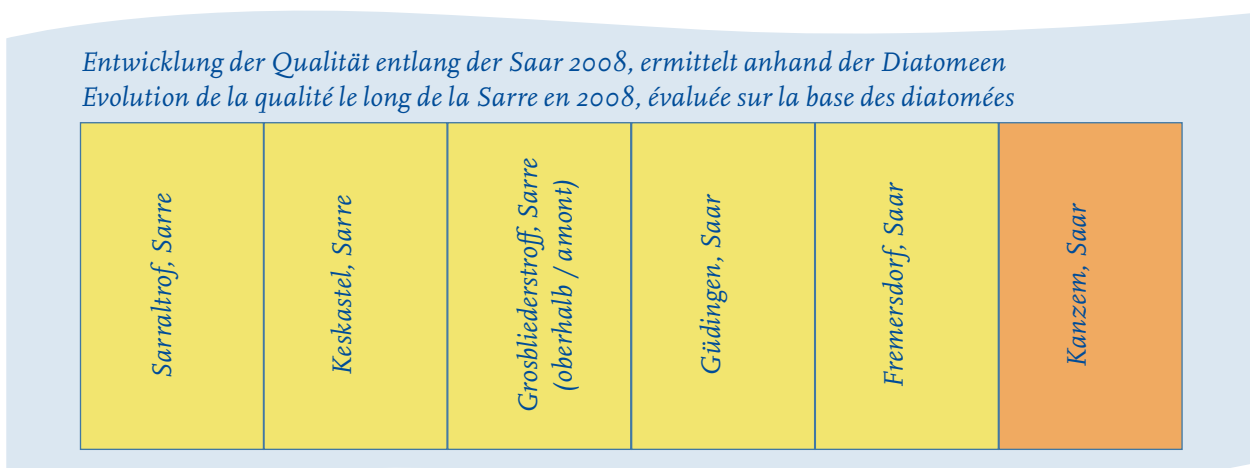 Entwicklung der Qualität entlang der Saar 2008, ermittelt anhand der Diatomeen
Evolution de la qualité le long de la Sarre en 2008, évaluée sur la base des diatomées
Sarraltrof, Sarre
Keskastel, Sarre
Grosbliederstroff, Sarre
(oberhalb / amont)
Güdingen, Saar
Fremersdorf, Saar
Kanzem, Saar